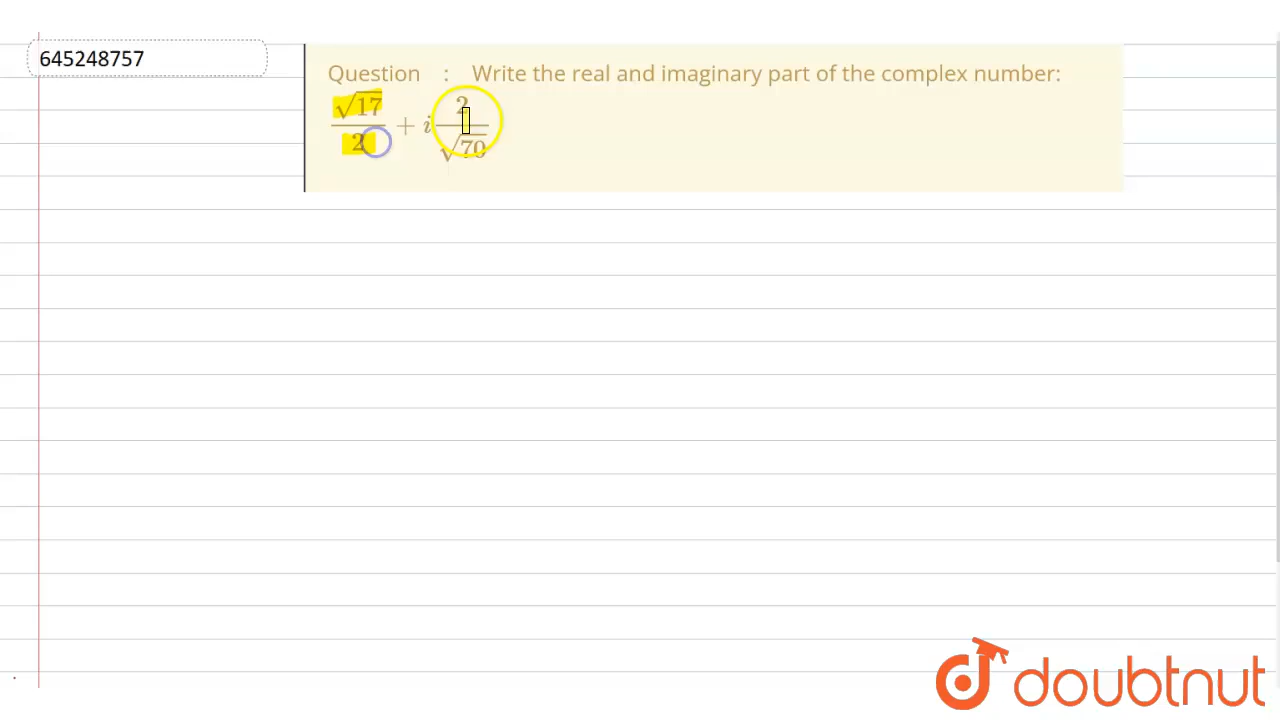 645248757
Question : Write the real and imaginary part of the complex number:
√17/2 + i 2/√70
doubtnut